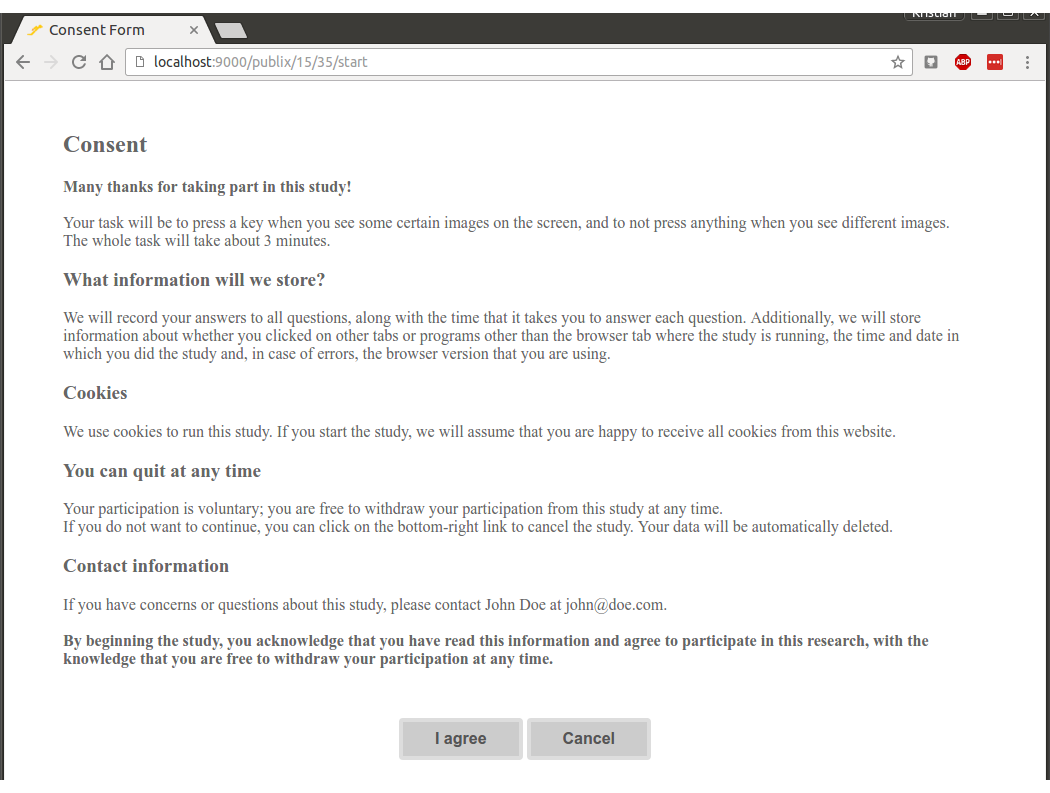 Kristian
Consent Form
localhost:9000/publix/15/35/start
ABP
Consent
Many thanks for taking part in this study!
Your task will be to press a key when you see some certain images on the screen, and to not press anything when you see different images.
The whole task will take about 3 minutes.
What information will we store?
We will record your answers to all questions, along with the time that it takes you to answer each question. Additionally, we will store
information about whether you clicked on other tabs or programs other than the browser tab where the study is running, the time and date in
which you did the study and, in case of errors, the browser version that you are using.
Cookies
We use cookies to run this study. If you start the study, we will assume that you are happy to receive all cookies from this website.
You can quit at any time
Your participation is voluntary; you are free to withdraw your participation from this study at any time.
If you do not want to continue, you can click on the bottom-right link to cancel the study. Your data will be automatically deleted.
Contact information
If you have concerns or questions about this study, please contact John Doe at john@doe.com.
By beginning the study, you acknowledge that you have read this information and agree to participate in this research, with the
knowledge that you are free to withdraw your participation at any time.
I agree
Cancel